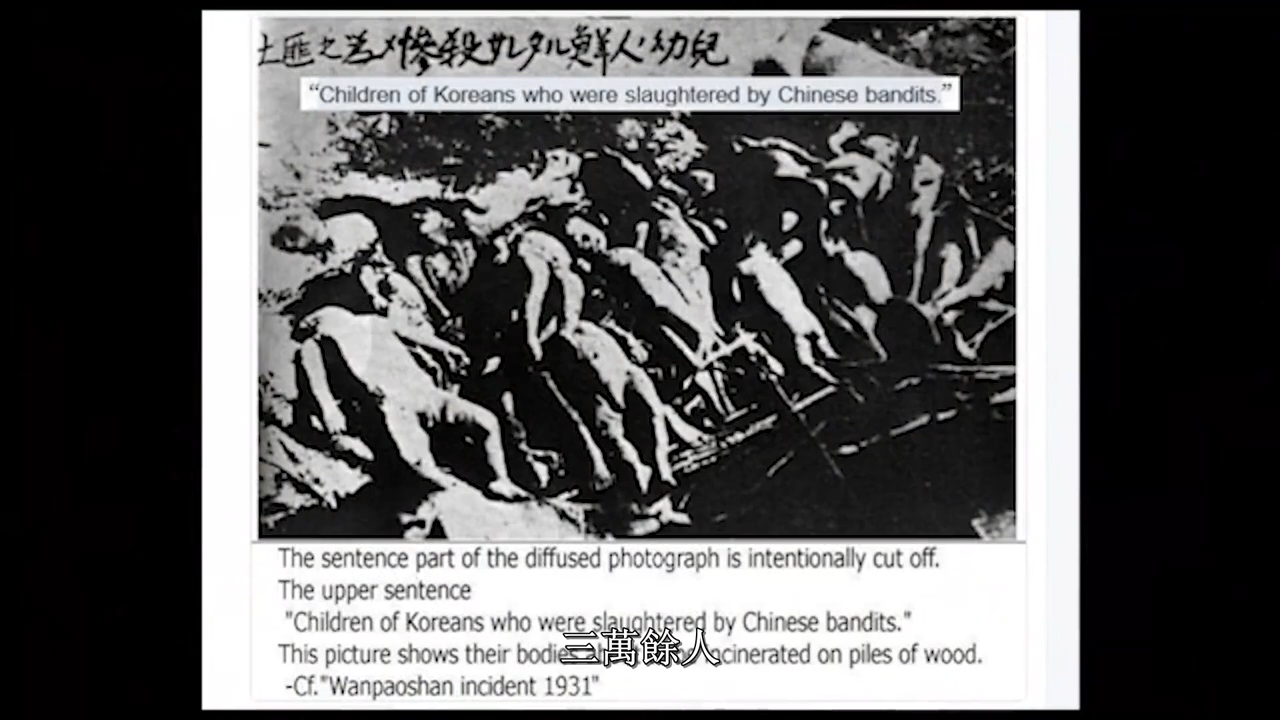 土匪之為メ惨殺サレタル鮮人ノ幼兒
“Children of Koreans who were slaughtered by Chinese bandits.”
The sentence part of the diffused photograph is intentionally cut off.
The upper sentence
"Children of Koreans who were slaughtered by Chinese bandits."
This picture shows their bodies on piles of wood.
三萬餘人
-Cf."Wanpaoshan incident 1931"